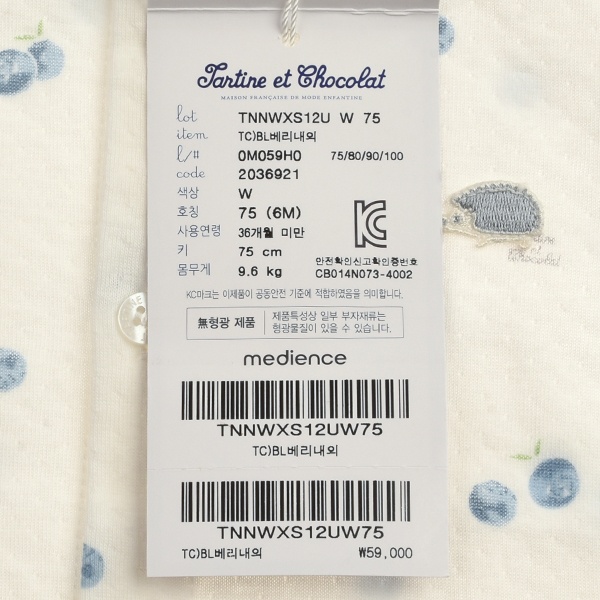 Tartine et Chocolat
MAISON FRANÇAISE DE MODE ENFANTINE
lot TNNWXS12U W 75
item TC)BL베리내의
l/# 0M059H0 75/80/90/100
code 2036921
색상 W
호칭 75 (6M)
사용연령 36개월 미만
키 75 cm
몸무게 9.6 kg
안전확인신고확인증번호
CB014N073-4002
KC마크는 이제품이 공통안전 기준에 적합하였음을 의미합니다.
無형광 제품
제품특성상 일부 부자재류는
형광물질이 있을 수 있습니다.
medience
TNNWXS12UW75
TC)BL베리내의
TNNWXS12UW75
TC)BL베리내의 ₩59,000
et Chocolat